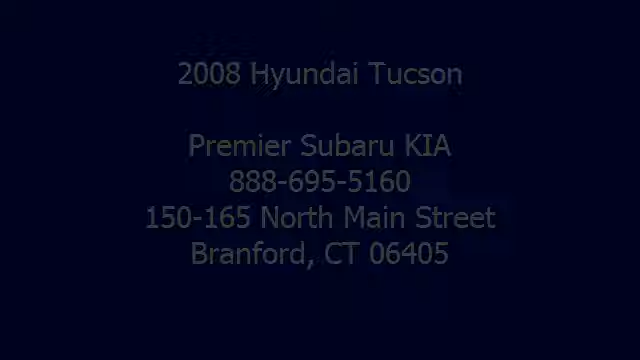 2008 Hyundai Tucson
Premier Subaru KIA
888-695-5160
150-165 North Main Street
Branford, CT 06405